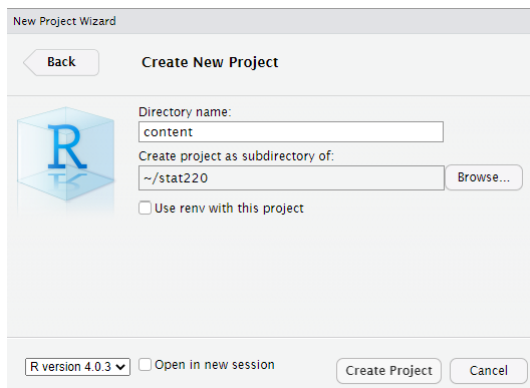 New Project Wizard
Back
Create New Project
R
Directory name:
content
Create project as subdirectory of:
~/stat220
Browse...
Use renv with this project
R version 4.0.3
Open in new session
Create Project
Cancel